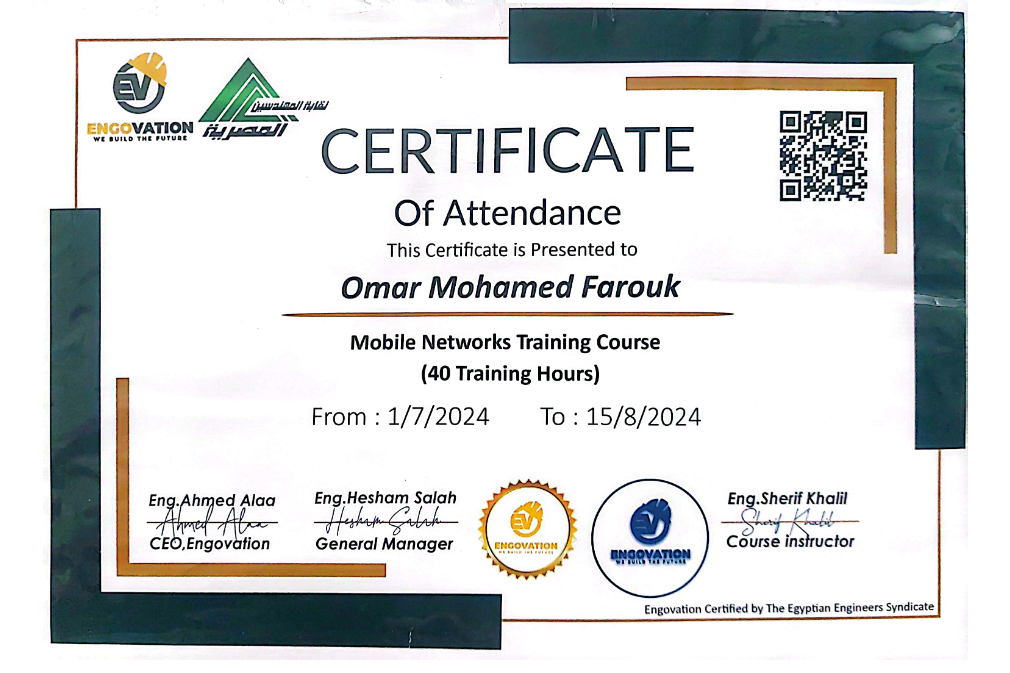 EV
ENGOVATION
WE BUILD THE FUTURE
نقابة المهندسين
المصرية
CERTIFICATE
Of Attendance
This Certificate is Presented to
Omar Mohamed Farouk
Mobile Networks Training Course
(40 Training Hours)
From : 1/7/2024 To : 15/8/2024
Eng.Ahmed Alaa
Ahmed Alaa
CEO,Engovation
Eng.Hesham Salah
Hesham Salah
General Manager
EV
ENGOVATION
WE BUILD THE FUTURE
EV
ENGOVATION
WE BUILD THE FUTURE
Eng.Sherif Khalil
Sherif Khalil
Course instructor
Engovation Certified by The Egyptian Engineers Syndicate